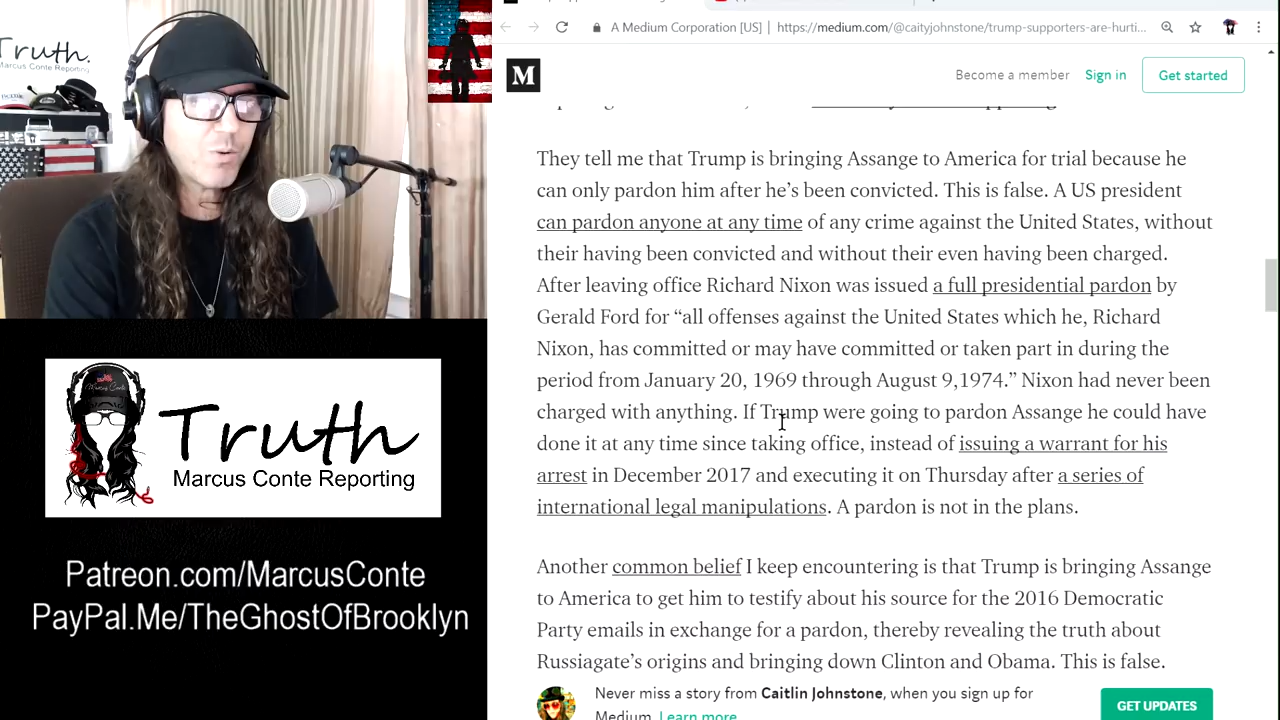 Truth.
Marcus Conte Reporting
A Medium Corporation [US] | https://medium.com/@caityjohnstone/trump-supporters-are-hurti...
M
Become a member Sign in Get started
They tell me that Trump is bringing Assange to America for trial because he
can only pardon him after he's been convicted. This is false. A US president
can pardon anyone at any time of any crime against the United States, without
their having been convicted and without their even having been charged.
After leaving office Richard Nixon was issued a full presidential pardon by
Gerald Ford for “all offenses against the United States which he, Richard
Nixon, has committed or may have committed or taken part in during the
period from January 20, 1969 through August 9,1974.” Nixon had never been
charged with anything. If Trump were going to pardon Assange he could have
done it at any time since taking office, instead of issuing a warrant for his
arrest in December 2017 and executing it on Thursday after a series of
international legal manipulations. A pardon is not in the plans.
Another common belief I keep encountering is that Trump is bringing Assange
to America to get him to testify about his source for the 2016 Democratic
Party emails in exchange for a pardon, thereby revealing the truth about
Russiagate's origins and bringing down Clinton and Obama. This is false.
Never miss a story from Caitlin Johnstone, when you sign up for
Medium. Learn more
GET UPDATES
Truth
Marcus Conte Reporting
Patreon.com/MarcusConte
PayPal.Me/TheGhostOfBrooklyn